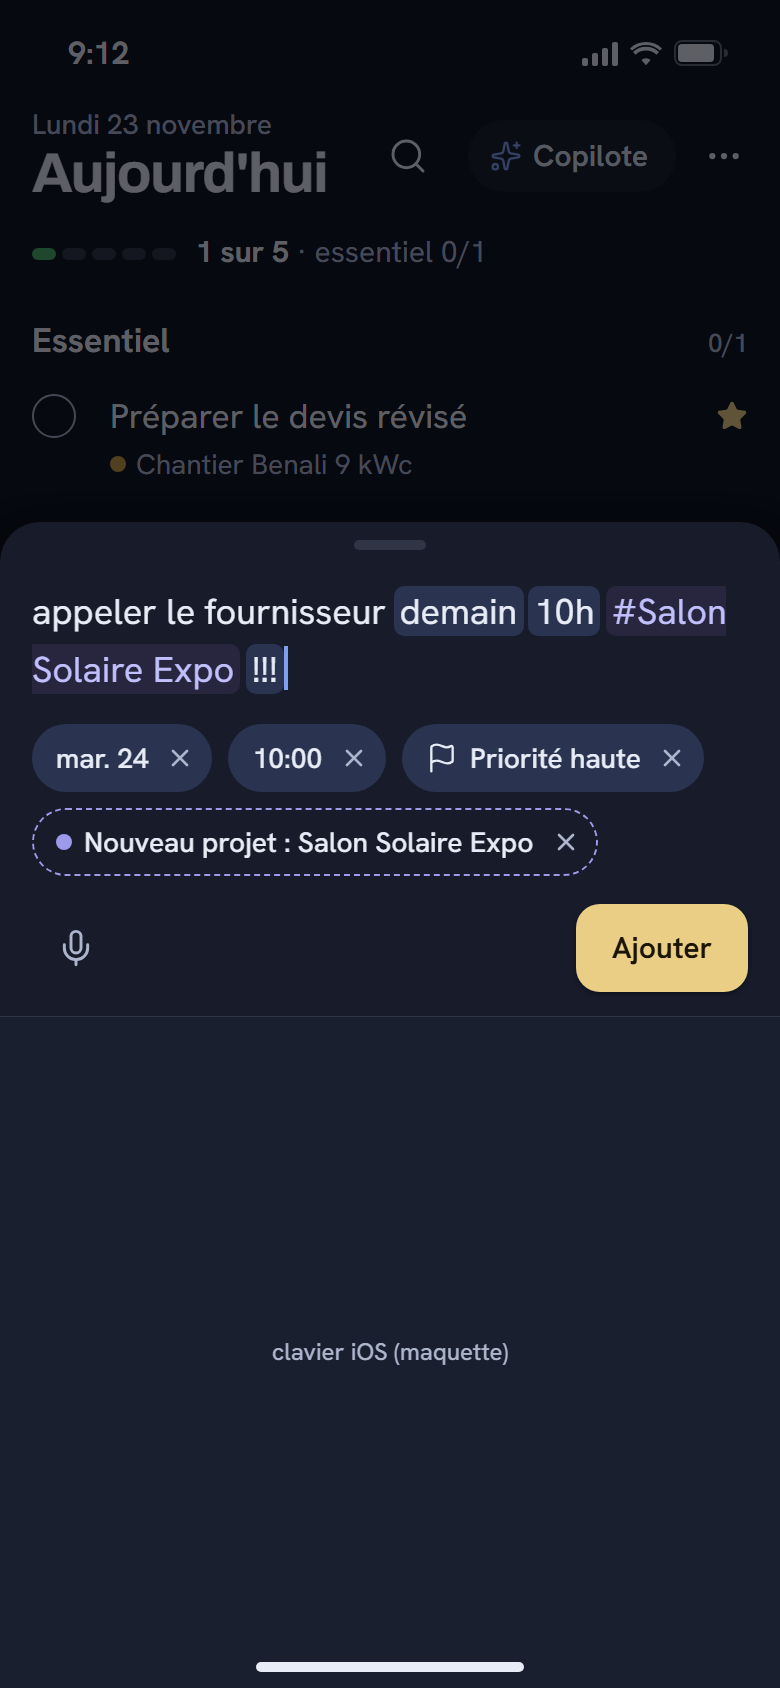 9:12
Lundi 23 novembre
Aujourd'hui
Copilote
1 sur 5 · essentiel 0/1
Essentiel
0/1
Préparer le devis révisé
Chantier Benali 9 kWc
appeler le fournisseur demain 10h #Salon
Solaire Expo !!!
mar. 24
10:00
Priorité haute
Nouveau projet : Salon Solaire Expo
Ajouter
clavier iOS (maquette)